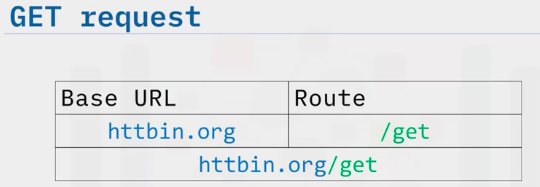 GET request
Base URL Route
httbin.org /get
httbin.org/get